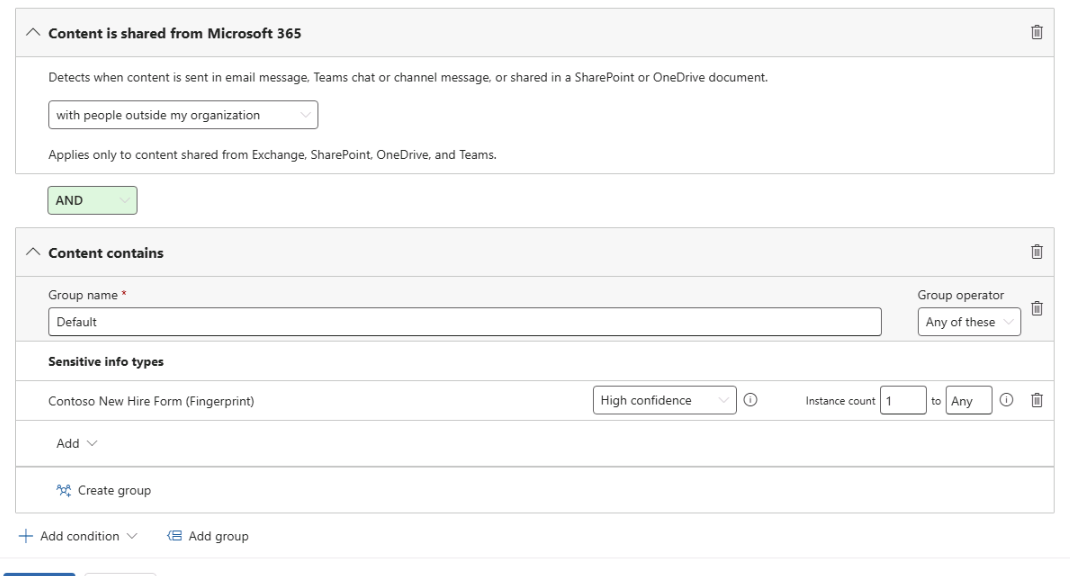 Content is shared from Microsoft 365
Detects when content is sent in email message, Teams chat or channel message, or shared in a SharePoint or OneDrive document.
with people outside my organization
Applies only to content shared from Exchange, SharePoint, OneDrive, and Teams.
AND
Content contains
Group name * Group operator
Default Any of these
Sensitive info types
Contoso New Hire Form (Fingerprint) High confidence Instance count 1 to Any
Add
Create group
Add condition Add group